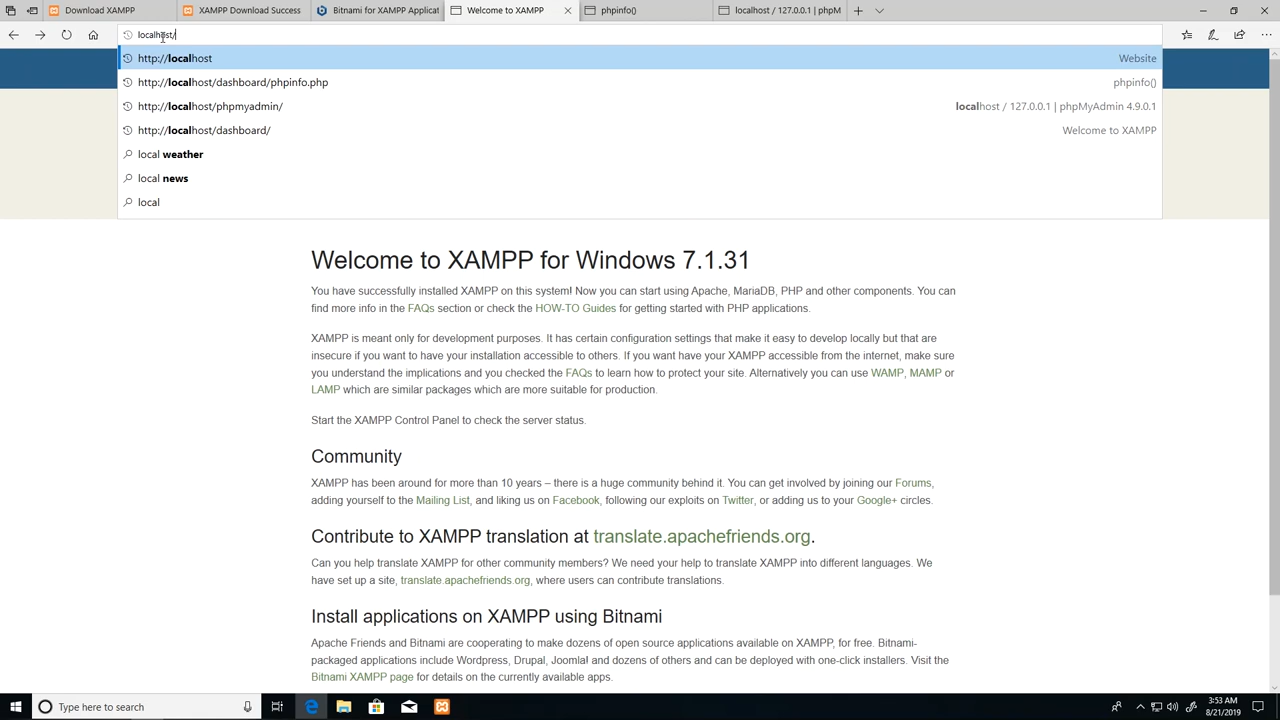 Download XAMPP
XAMPP Download Success
Bitnami for XAMPP Applicat
Welcome to XAMPP
phpinfo()
localhost / 127.0.0.1 | phpM
localhost/
http://localhost Website
http://localhost/dashboard/phpinfo.php phpinfo()
http://localhost/phpmyadmin/ localhost / 127.0.0.1 | phpMyAdmin 4.9.0.1
http://localhost/dashboard/ Welcome to XAMPP
local weather
local news
local
Welcome to XAMPP for Windows 7.1.31
You have successfully installed XAMPP on this system! Now you can start using Apache, MariaDB, PHP and other components. You can
find more info in the FAQs section or check the HOW-TO Guides for getting started with PHP applications.
XAMPP is meant only for development purposes. It has certain configuration settings that make it easy to develop locally but that are
insecure if you want to have your installation accessible to others. If you want have your XAMPP accessible from the internet, make sure
you understand the implications and you checked the FAQs to learn how to protect your site. Alternatively you can use WAMP, MAMP or
LAMP which are similar packages which are more suitable for production.
Start the XAMPP Control Panel to check the server status.
Community
XAMPP has been around for more than 10 years – there is a huge community behind it. You can get involved by joining our Forums,
adding yourself to the Mailing List, and liking us on Facebook, following our exploits on Twitter, or adding us to your Google+ circles.
Contribute to XAMPP translation at translate.apachefriends.org.
Can you help translate XAMPP for other community members? We need your help to translate XAMPP into different languages. We
have set up a site, translate.apachefriends.org, where users can contribute translations.
Install applications on XAMPP using Bitnami
Apache Friends and Bitnami are cooperating to make dozens of open source applications available on XAMPP, for free. Bitnami-
packaged applications include Wordpress, Drupal, Joomla! and dozens of others and can be deployed with one-click installers. Visit the
Bitnami XAMPP page for details on the currently available apps.
Type here to search
3:53 AM
8/21/2019